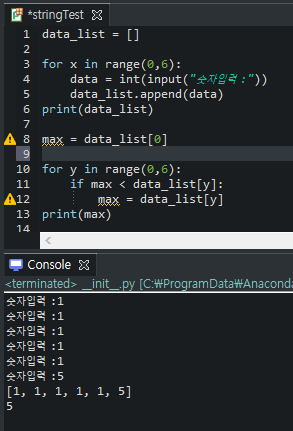 *stringTest
1 data_list = []
2
3 for x in range(0,6):
4     data = int(input("숫자입력 :"))
5     data_list.append(data)
6 print(data_list)
7
8 max = data_list[0]
9
10 for y in range(0,6):
11     if max < data_list[y]:
12         max = data_list[y]
13 print(max)
14
Console
<terminated> __init__.py [C:₩ProgramData₩Anaconda
숫자입력 :1
숫자입력 :1
숫자입력 :1
숫자입력 :1
숫자입력 :1
숫자입력 :5
[1, 1, 1, 1, 1, 5]
5